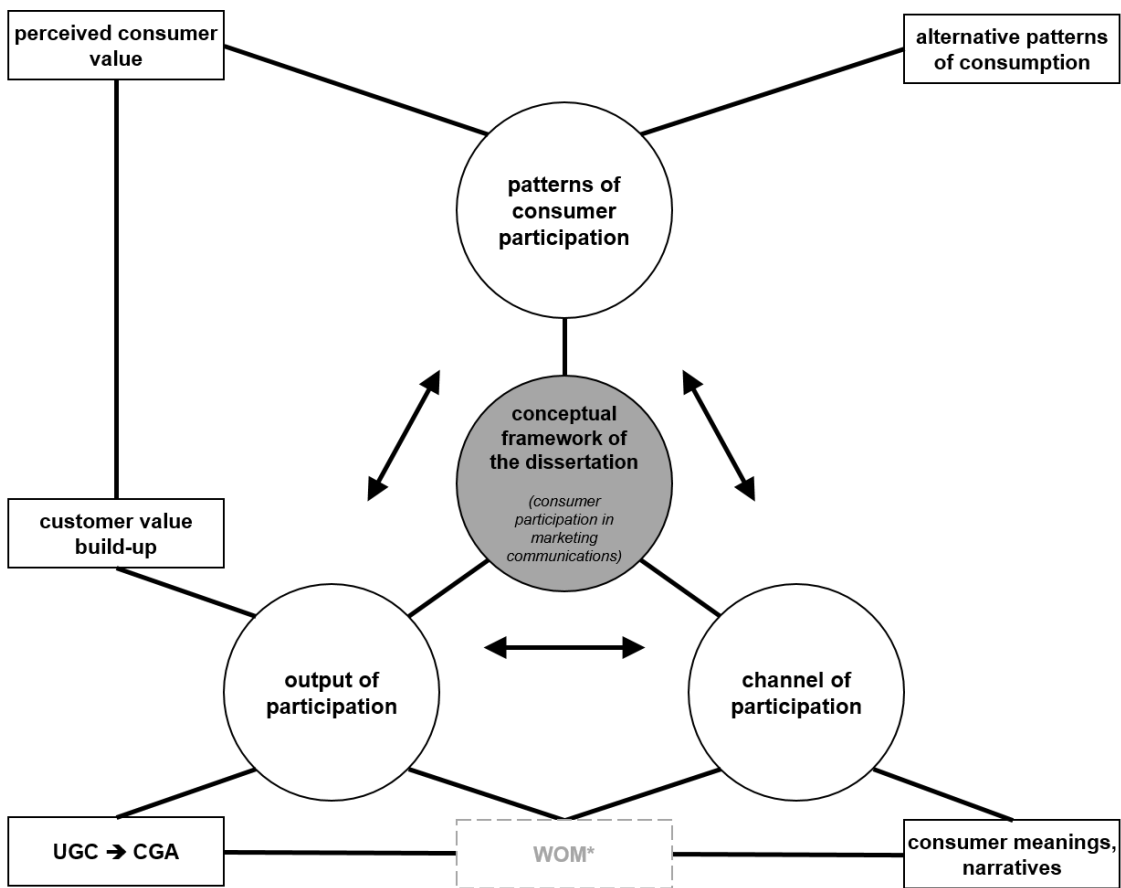 perceived consumer
value
alternative patterns
of consumption
patterns of
consumer
participation
conceptual
framework of
the dissertation
(consumer
participation in
marketing
communications)
customer value
build-up
output of
participation
channel of
participation
UGC ➔ CGA
WOM*
consumer meanings,
narratives